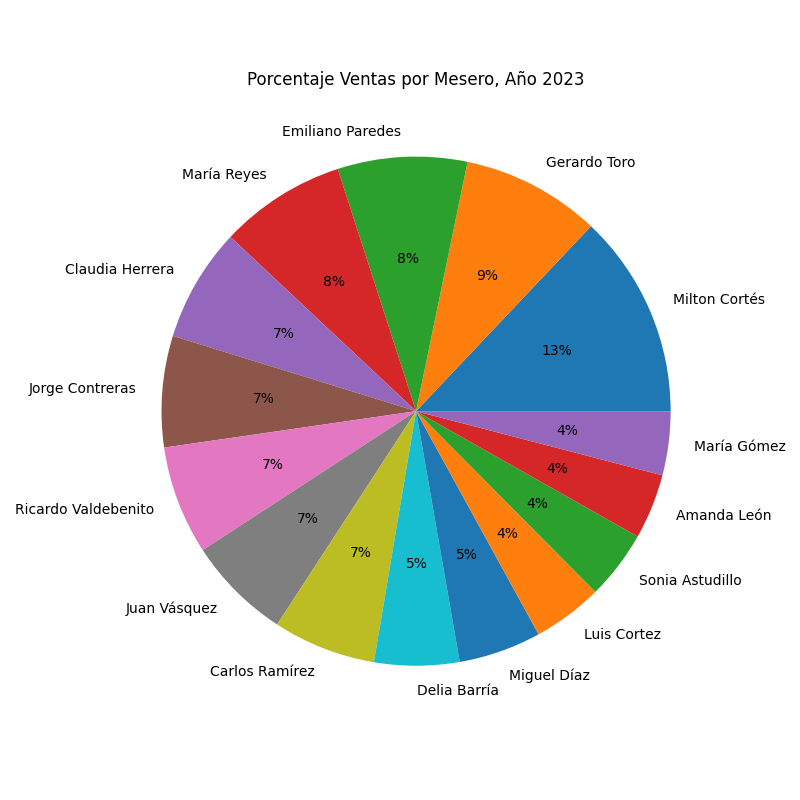 Porcentaje Ventas por Mesero, Año 2023
Emiliano Paredes
Gerardo Toro
María Reyes
Claudia Herrera
Milton Cortés
Jorge Contreras
María Gómez
Ricardo Valdebenito
Amanda León
Sonia Astudillo
Juan Vásquez
Luis Cortez
Carlos Ramírez
Miguel Díaz
Delia Barría
8%
9%
8%
7%
13%
7%
4%
7%
4%
4%
7%
4%
7%
5%
5%